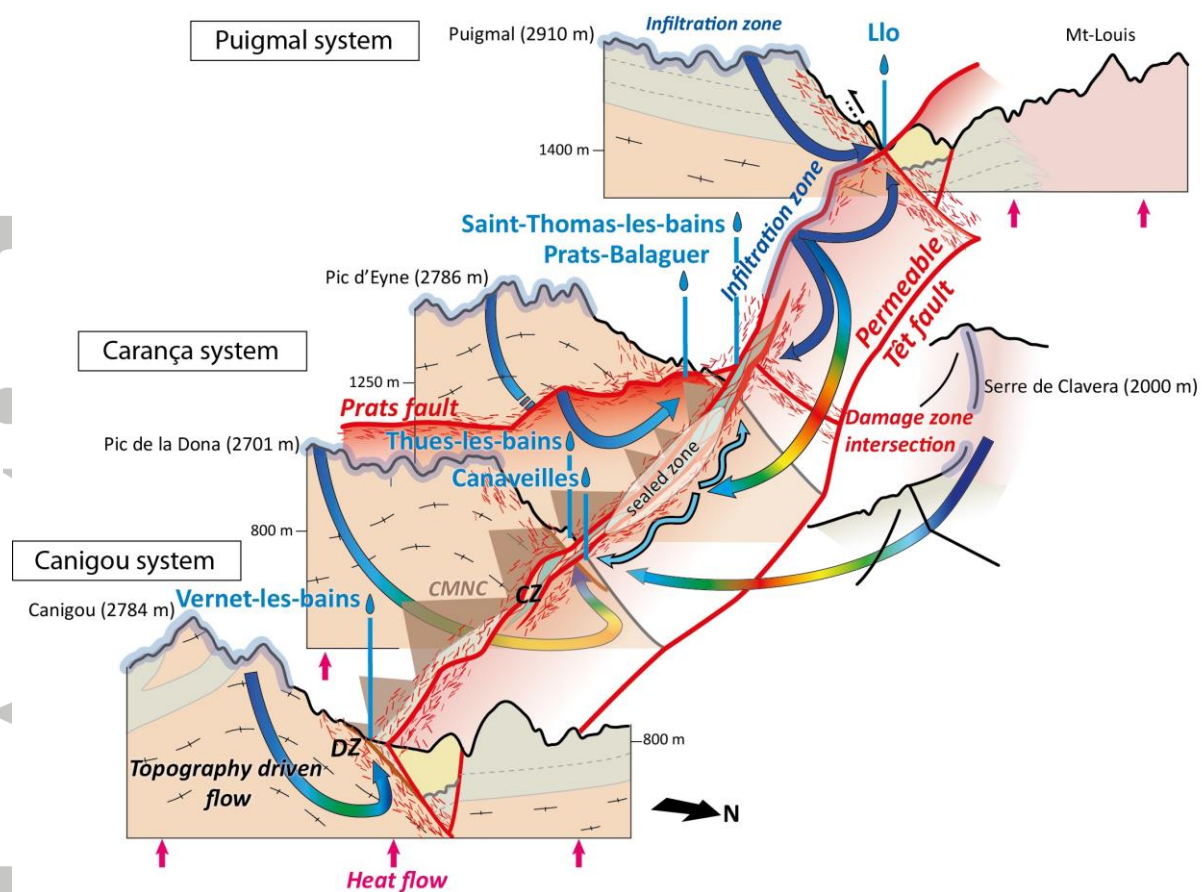 Puigmal system
Puigmal (2910 m)
Infiltration zone
Llo
Mt-Louis
1400 m
Infiltration zone
Saint-Thomas-les-bains
Prats-Balaguer
Pic d'Eyne (2786 m)
Permeable
Têt fault
Carança system
1250 m
Serre de Clavera (2000 m)
Prats fault
Damage zone
intersection
Pic de la Dona (2701 m)
Thues-les-bains
Canaveilles
sealed zone
800 m
Canigou system
CMNC
CZ
Canigou (2784 m)
Vernet-les-bains
DZ
800 m
Topography driven
flow
N
Heat flow